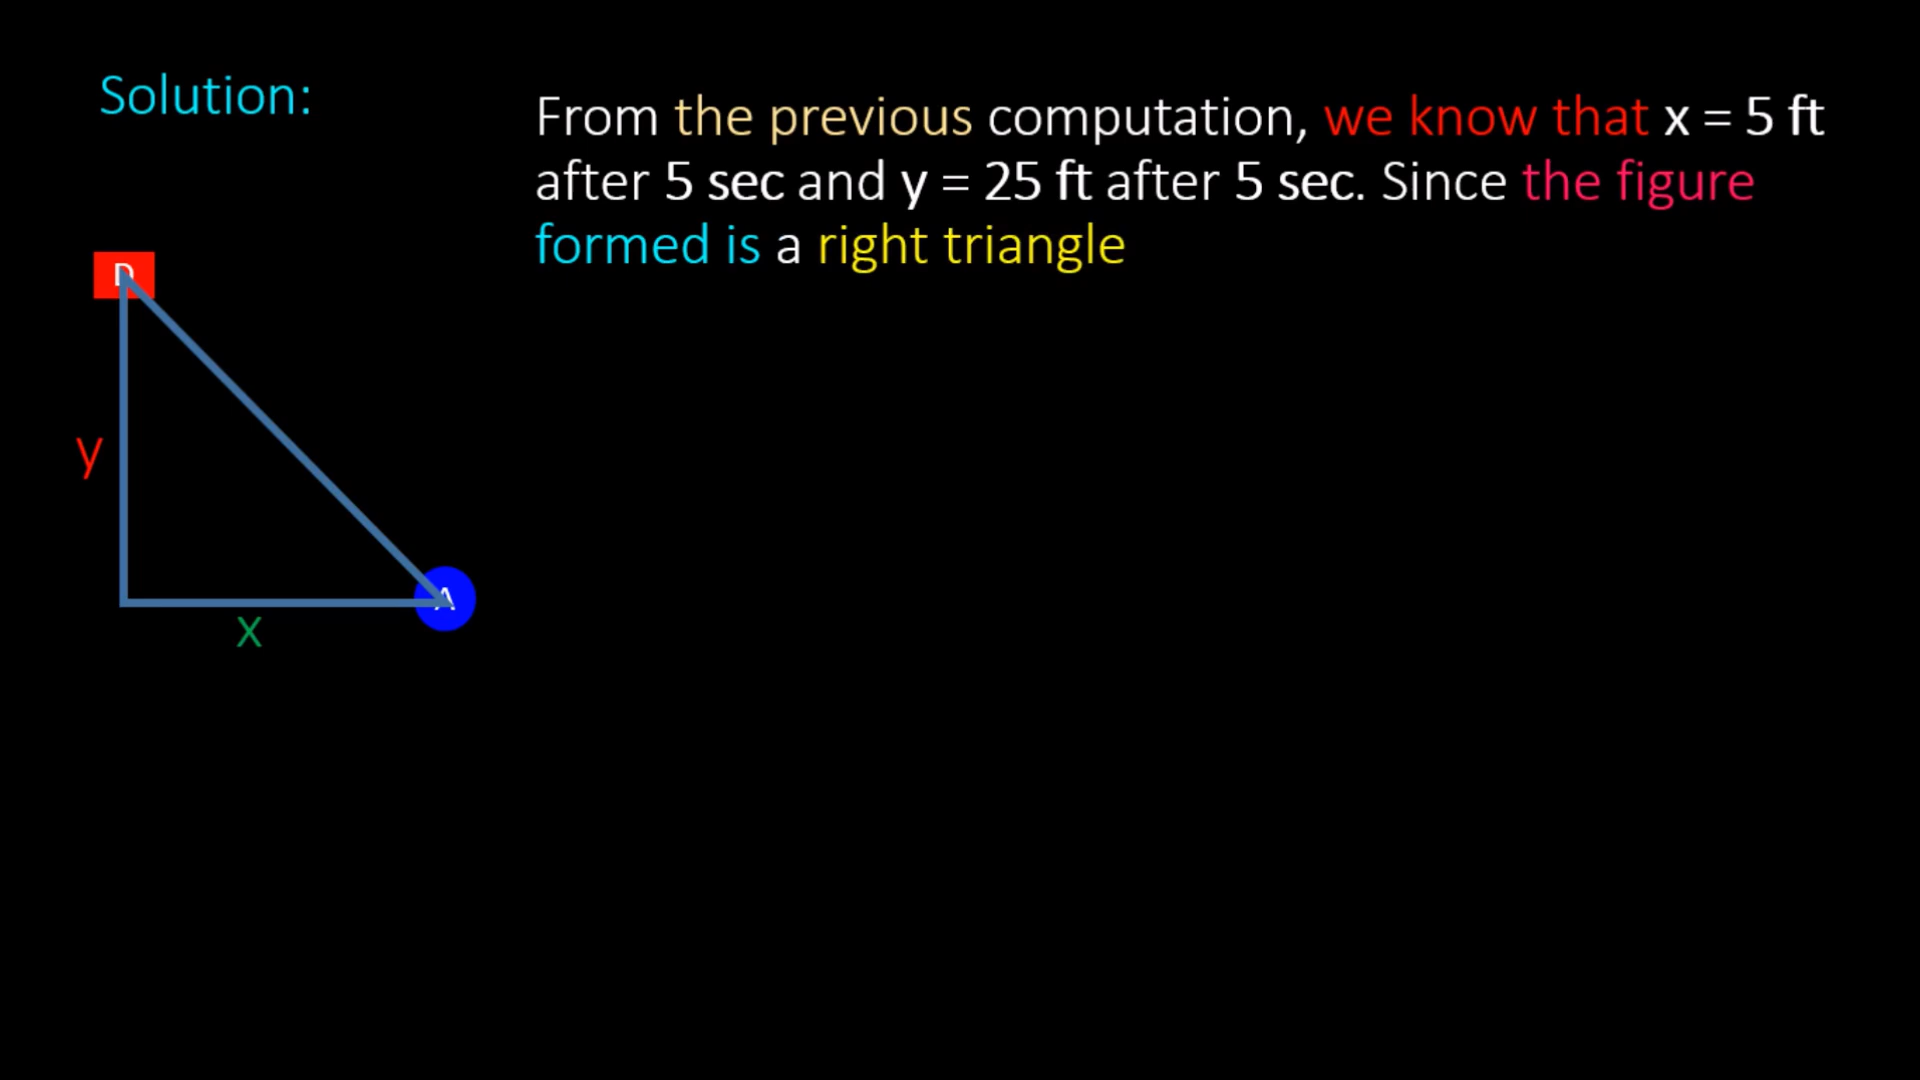 Solution:
From the previous computation, we know that x = 5 ft
after 5 sec and y = 25 ft after 5 sec. Since the figure
formed is a right triangle
D
y
A
x